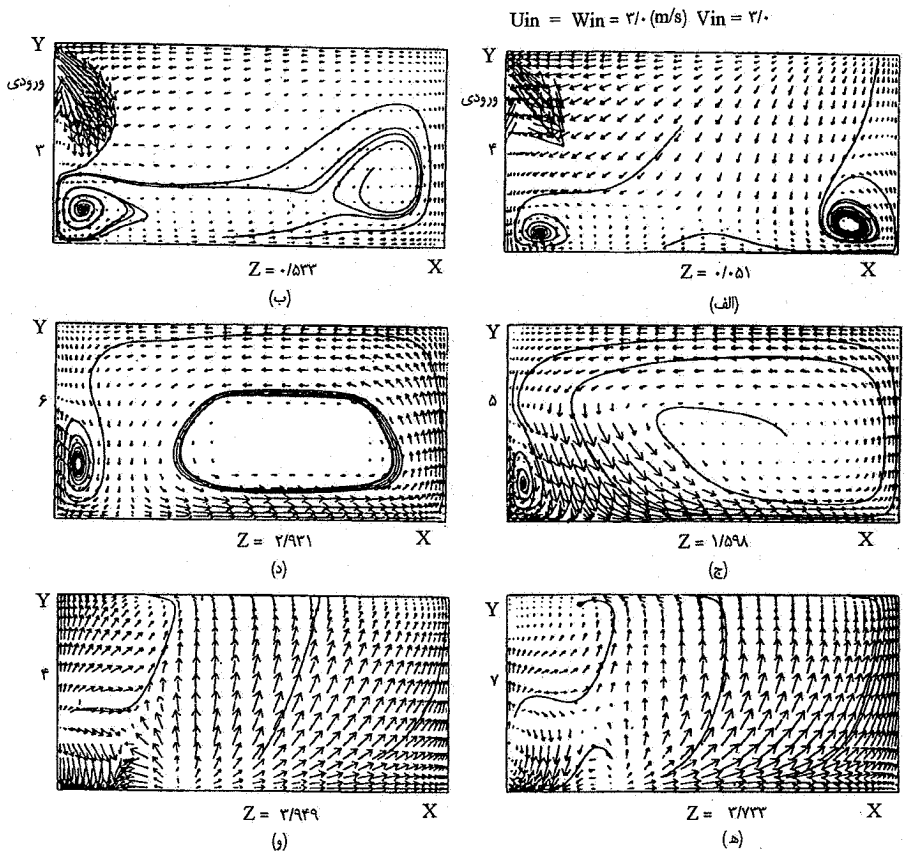 Uin = Win = ۳/۰ (m/s) Vin = ۳/۰
Y
ورودی
۴
Z = ۰/۰۵۱ X
(الف)
Y
ورودی
۳
Z = ۰/۵۳۳ X
(ب)
Y
۵
Z = ۱/۵۹۸ X
(ج)
Y
۶
Z = ۲/۹۳۱ X
(د)
Y
۷
Z = ۳/۷۳۳ X
(ه)
Y
۴
Z = ۳/۹۴۹ X
(و)